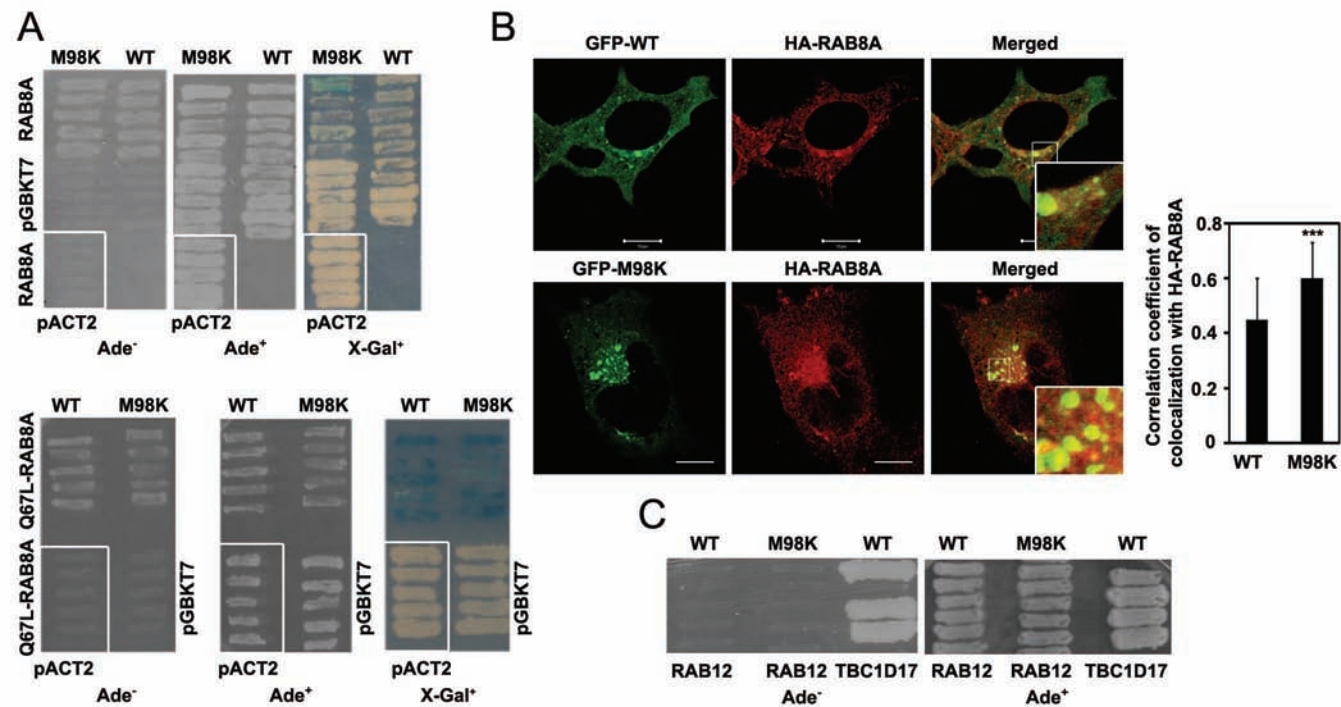 A
M98K WT M98K WT M98K WT
RAB8A
pGBKT7
RAB8A
pACT2 pACT2 pACT2
Ade⁻ Ade⁺ X-Gal⁺
WT M98K WT M98K WT M98K
Q67L-RAB8A
Q67L-RAB8A
pGBKT7 pGBKT7 pGBKT7
pACT2 pACT2 pACT2
Ade⁻ Ade⁺ X-Gal⁺
B
GFP-WT HA-RAB8A Merged
GFP-M98K HA-RAB8A Merged
Correlation coefficient of
colocalization with HA-RAB8A
0.8
0.6
0.4
0.2
0
***
WT M98K
C
WT M98K WT WT M98K WT
RAB12 RAB12 TBC1D17 RAB12 RAB12 TBC1D17
Ade⁻ Ade⁺